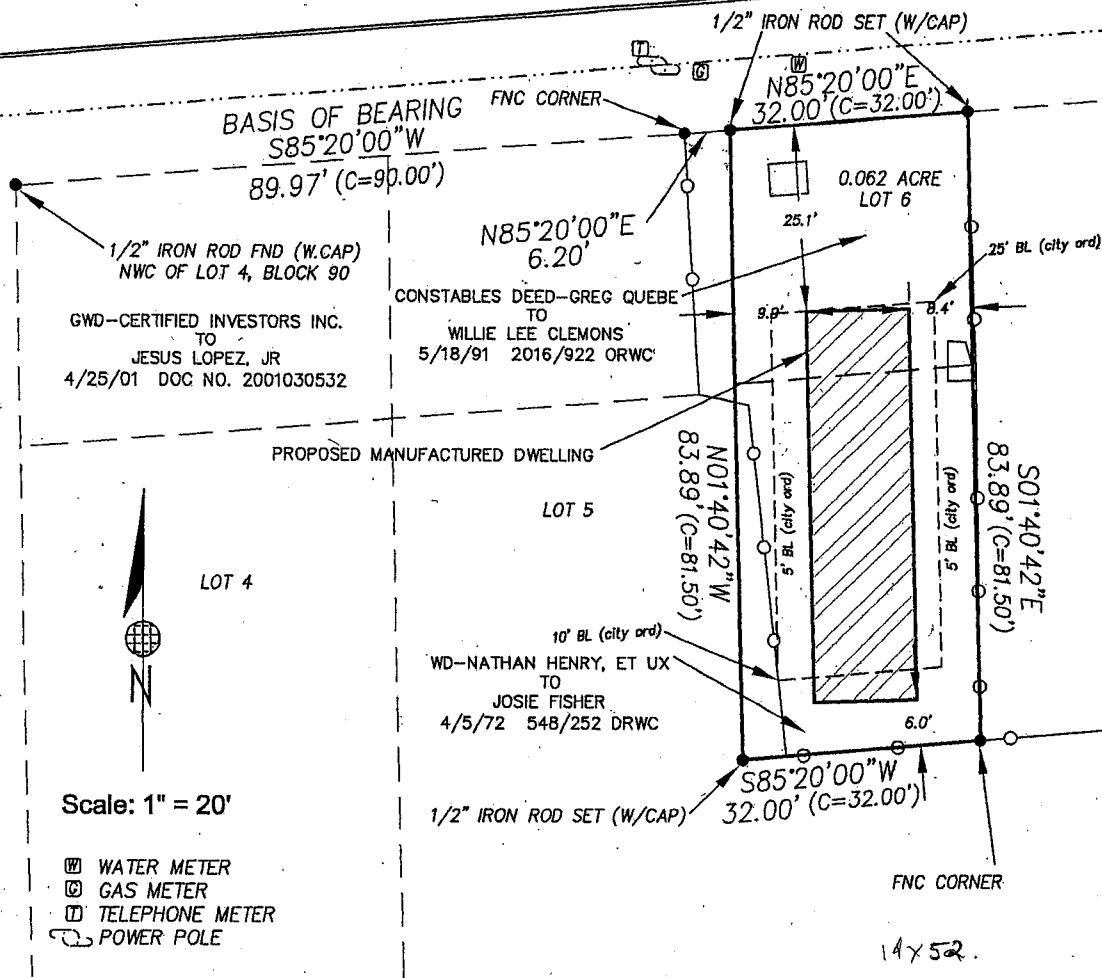 1/2" IRON ROD SET (W/CAP)
T
G
W
N85°20'00"E
32.00' (C=32.00')
BASIS OF BEARING
S85°20'00"W
89.97' (C=90.00')
FNC CORNER
0.062 ACRE
LOT 6
25.1'
N85°20'00"E
6.20'
1/2" IRON ROD FND (W.CAP)
NWC OF LOT 4, BLOCK 90
25' BL (city ord)
CONSTABLES DEED-GREG QUEBE
TO
WILLIE LEE CLEMONS
5/18/91 2016/922 ORWC
9.9'
8.4'
GWD-CERTIFIED INVESTORS INC.
TO
JESUS LOPEZ, JR
4/25/01 DOC NO. 2001030532
PROPOSED MANUFACTURED DWELLING
N01°40'42"W
83.89' (C=81.50')
5' BL (city ord)
5' BL (city ord)
S01°40'42"E
83.89' (C=81.50')
LOT 5
LOT 4
N
10' BL (city ord)
WD-NATHAN HENRY, ET UX
TO
JOSIE FISHER
4/5/72 548/252 DRWC
6.0'
S85°20'00"W
32.00' (C=32.00')
Scale: 1" = 20'
1/2" IRON ROD SET (W/CAP)
FNC CORNER
W WATER METER
G GAS METER
T TELEPHONE METER
POWER POLE
14x52.